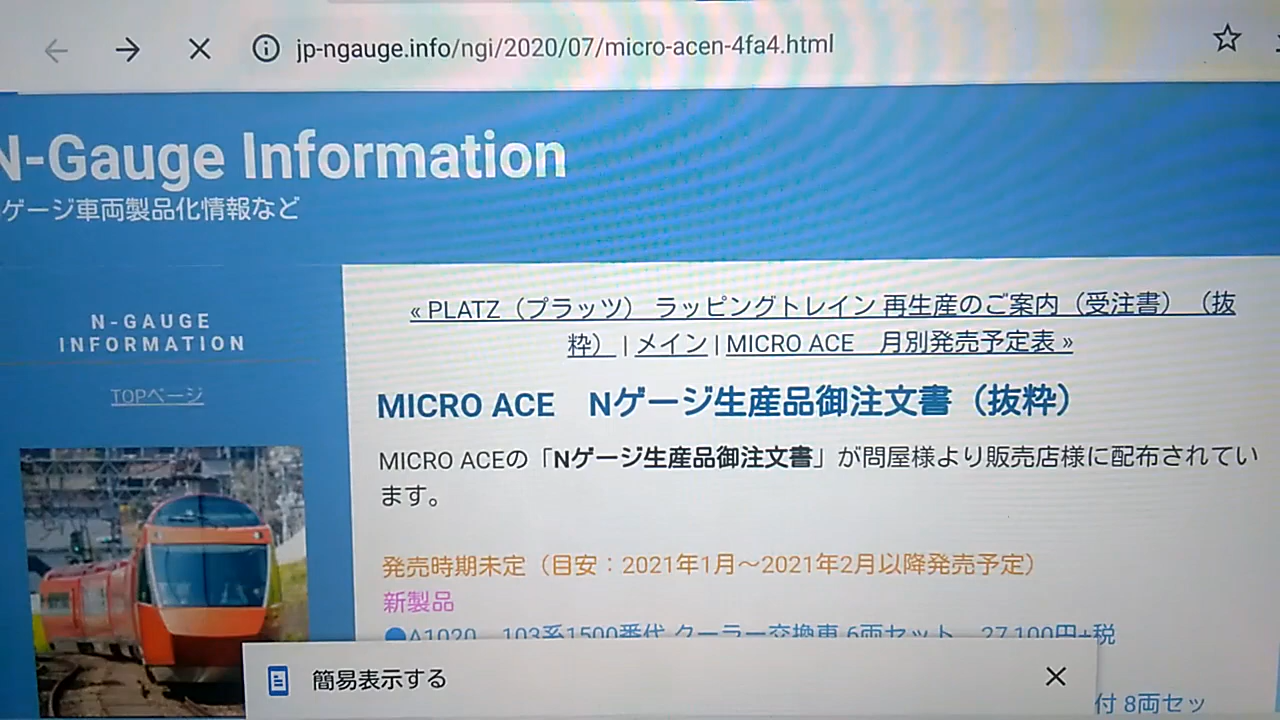 jp-ngauge.info/ngi/2020/07/micro-acen-4fa4.html
N-Gauge Information
ゲージ車両製品化情報など
N-GAUGE
INFORMATION
TOPページ
« PLATZ（プラッツ） ラッピングトレイン 再生産のご案内（受注書）（抜
粋） | メイン | MICRO ACE 月別発売予定表 »
MICRO ACE Nゲージ生産品御注文書（抜粋）
MICRO ACEの「Nゲージ生産品御注文書」が問屋様より販売店様に配布されてい
ます。
発売時期未定（目安：2021年1月〜2021年2月以降発売予定）
新製品
●A1020 103系1500番代 クーラー交換車 6両セット 27,100円+税
付 8両セッ
簡易表示する